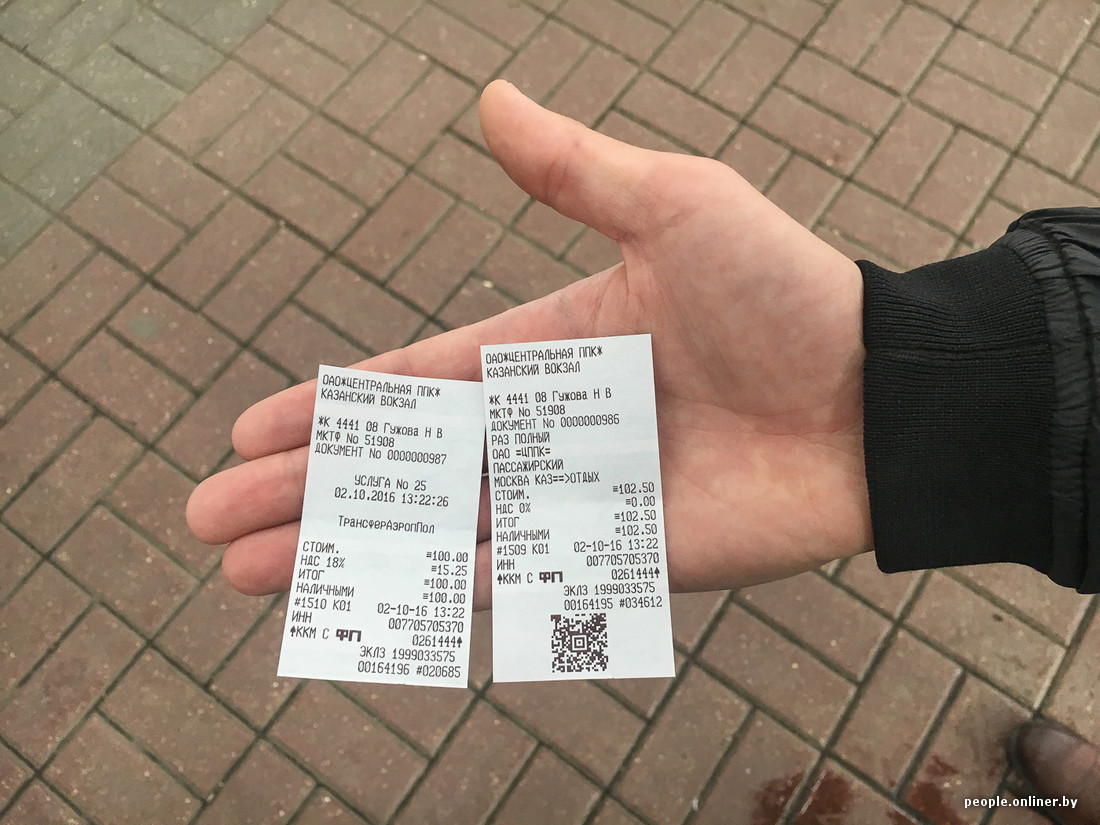 ОАО*ЦЕНТРАЛЬНАЯ ППК*
КАЗАНСКИЙ ВОКЗАЛ
*К 4441 08 Гужова Н В
МКТФ No 51908
ДОКУМЕНТ No 0000000987
УСЛУГА No 25
02.10.2016 13:22:26
ТрансферАэропПол
СТОИМ. =100.00
НДС 18% =15.25
ИТОГ =100.00
НАЛИЧНЫМИ =100.00
#1510 К01 02-10-16 13:22
ИНН 007705705370
ККМ С ФП 0261444
ЭКЛЗ 1999033575
00164196 #020685
ОАО*ЦЕНТРАЛЬНАЯ ППК*
КАЗАНСКИЙ ВОКЗАЛ
*К 4441 08 Гужова Н В
МКТФ No 51908
ДОКУМЕНТ No 0000000986
РАЗ ПОЛНЫЙ
ОАО =ЦППК=
ПАССАЖИРСКИЙ
МОСКВА КАЗ==>ОТДЫХ
СТОИМ. =102.50
НДС 0% =0.00
ИТОГ =102.50
НАЛИЧНЫМИ =102.50
#1509 К01 02-10-16 13:22
ИНН 007705705370
ККМ С ФП 0261444
ЭКЛЗ 1999033575
00164195 #034612
people.onliner.by